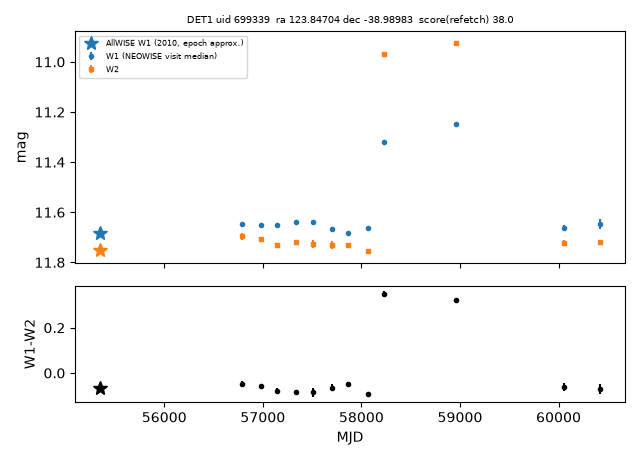 DET1 uid 699339  ra 123.84704 dec -38.98983  score(refetch) 38.0
AllWISE W1 (2010, epoch approx.)
W1 (NEOWISE visit median)
W2
mag
11.0
11.2
11.4
11.6
11.8
W1-W2
0.2
0.0
56000
57000
58000
59000
60000
MJD